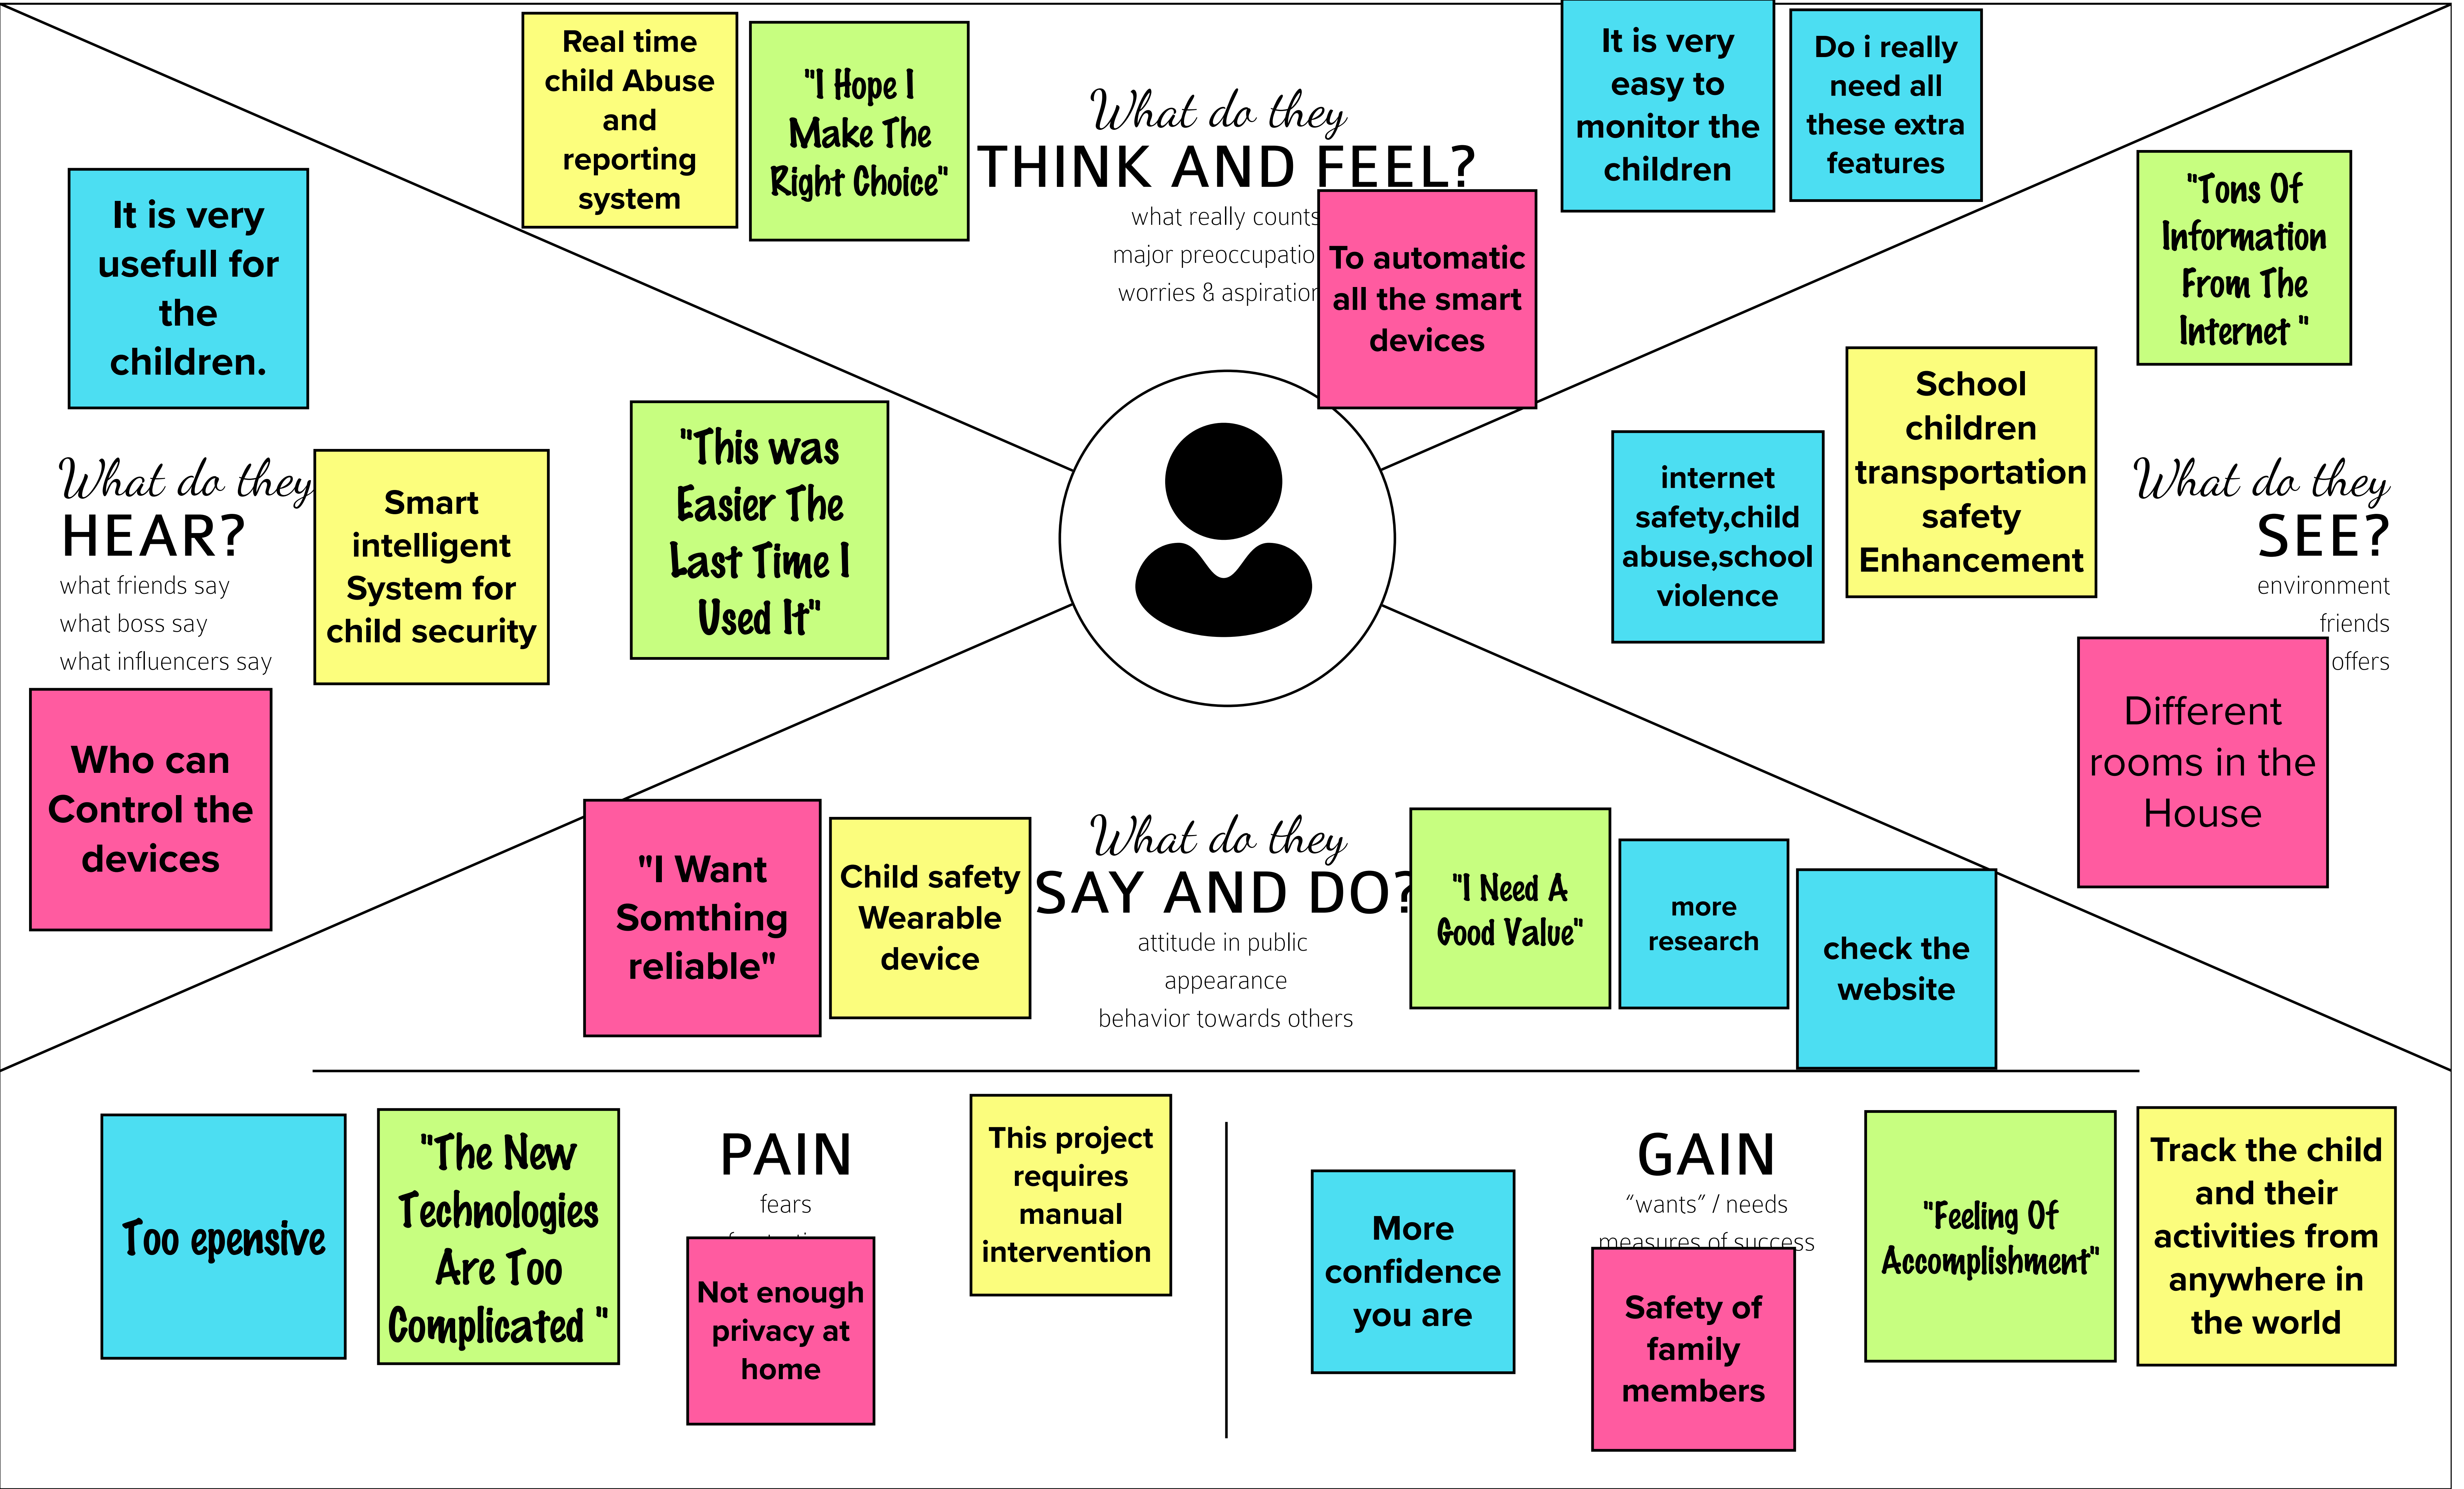 Real time
child Abuse
and
reporting
system
"I Hope I
Make The
Right Choice"
What do they
THINK AND FEEL?
what really counts
major preoccupatio
worries & aspiration
To automatic
all the smart
devices
It is very
easy to
monitor the
children
Do i really
need all
these extra
features
It is very
usefull for
the
children.
What do they
HEAR?
what friends say
what boss say
what influencers say
Smart
intelligent
System for
child security
"This was
Easier The
Last Time I
Used It"
Who can
Control the
devices
"Tons Of
Information
From The
Internet "
School
children
transportation
safety
Enhancement
internet
safety,child
abuse,school
violence
What do they
SEE?
environment
friends
offers
Different
rooms in the
House
"I Want
Somthing
reliable"
Child safety
Wearable
device
What do they
SAY AND DO?
attitude in public
appearance
behavior towards others
"I Need A
Good Value"
more
research
check the
website
Too epensive
"The New
Technologies
Are Too
Complicated "
PAIN
fears
Not enough
privacy at
home
This project
requires
manual
intervention
More
confidence
you are
GAIN
“wants” / needs
measures of success
Safety of
family
members
"Feeling Of
Accomplishment"
Track the child
and their
activities from
anywhere in
the world